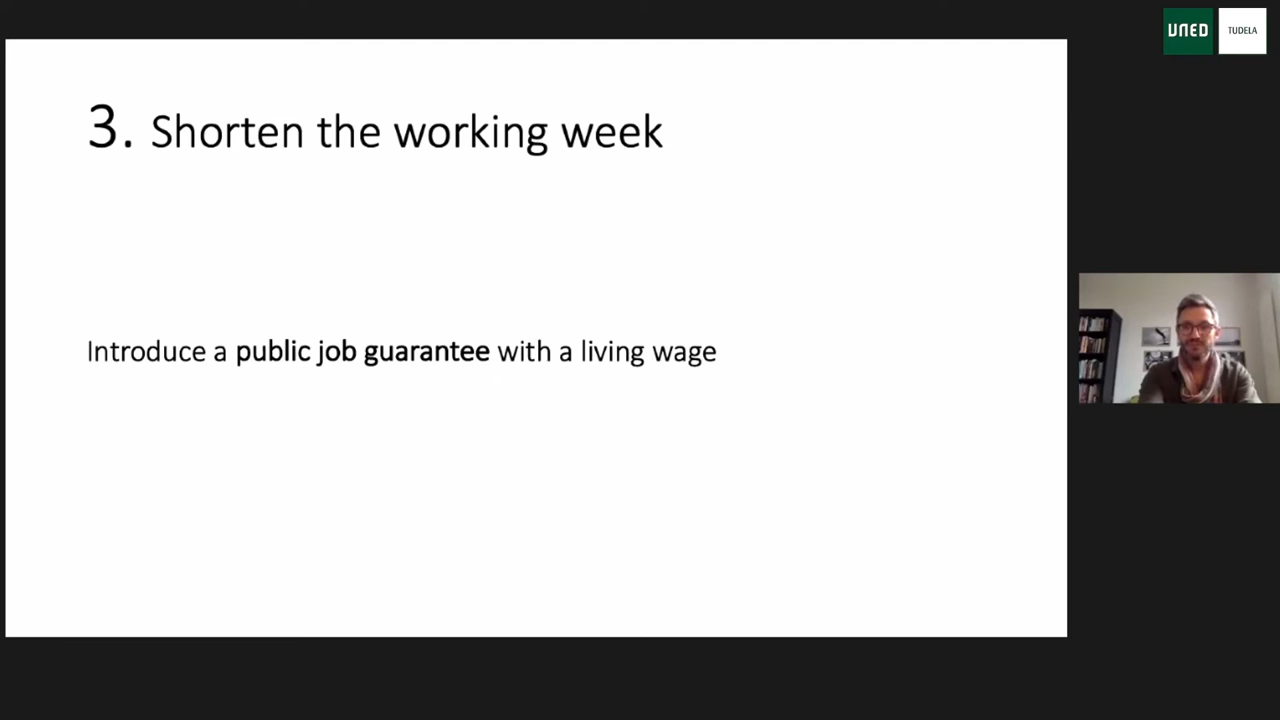 UNED
TUDELA
3. Shorten the working week
Introduce a public job guarantee with a living wage